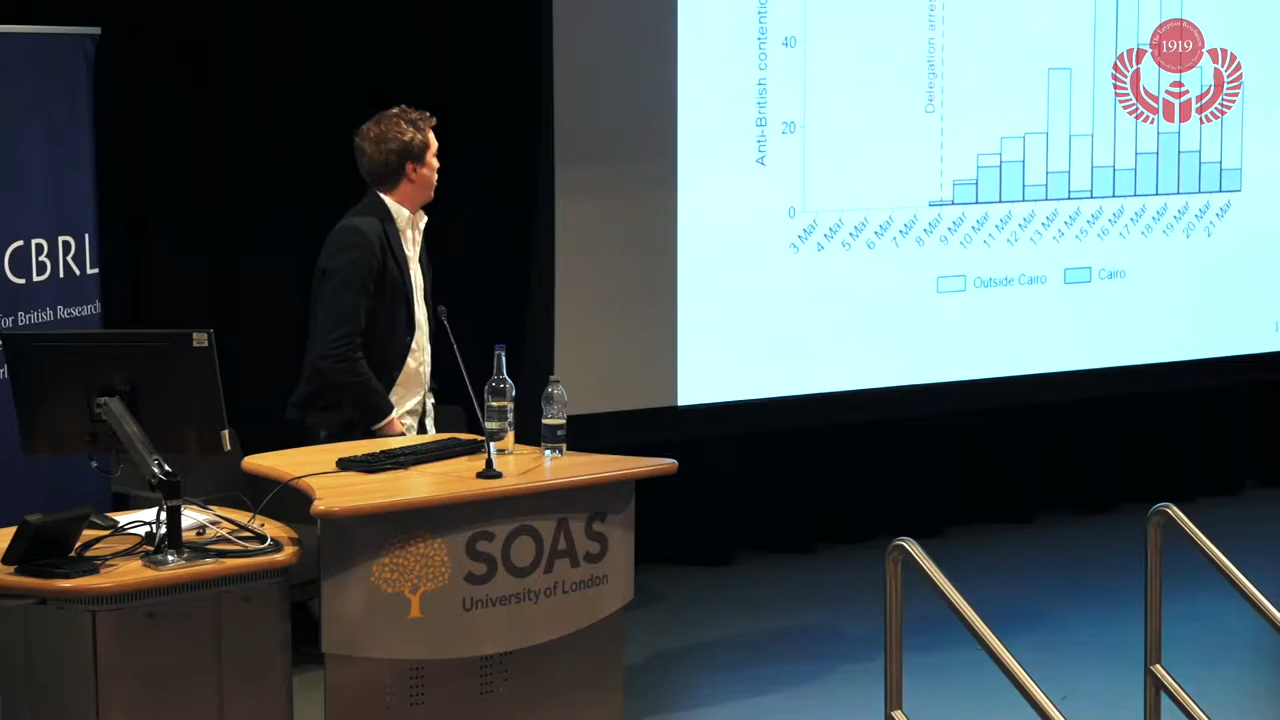 Anti-British contentio
40
20
0
Delegation arres
3 Mar
4 Mar
5 Mar
6 Mar
7 Mar
8 Mar
9 Mar
10 Mar
11 Mar
12 Mar
13 Mar
14 Mar
15 Mar
16 Mar
17 Mar
18 Mar
19 Mar
20 Mar
21 Mar
Outside Cairo
Cairo
The Egyptian Revolution
1919
CBRL
for British Research
SOAS
University of London